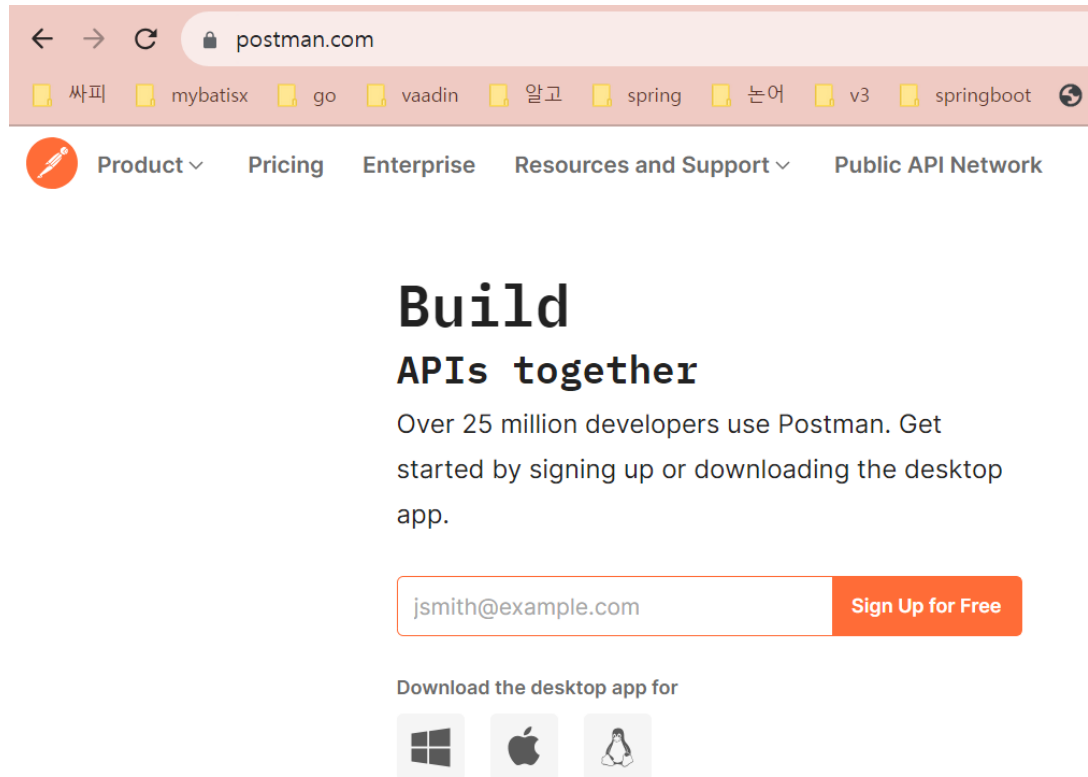 postman.com
싸피 mybatisx go vaadin 알고 spring 논어 v3 springboot
Product Pricing Enterprise Resources and Support Public API Network
Build
APIs together
Over 25 million developers use Postman. Get
started by signing up or downloading the desktop
app.
jsmith@example.com Sign Up for Free
Download the desktop app for